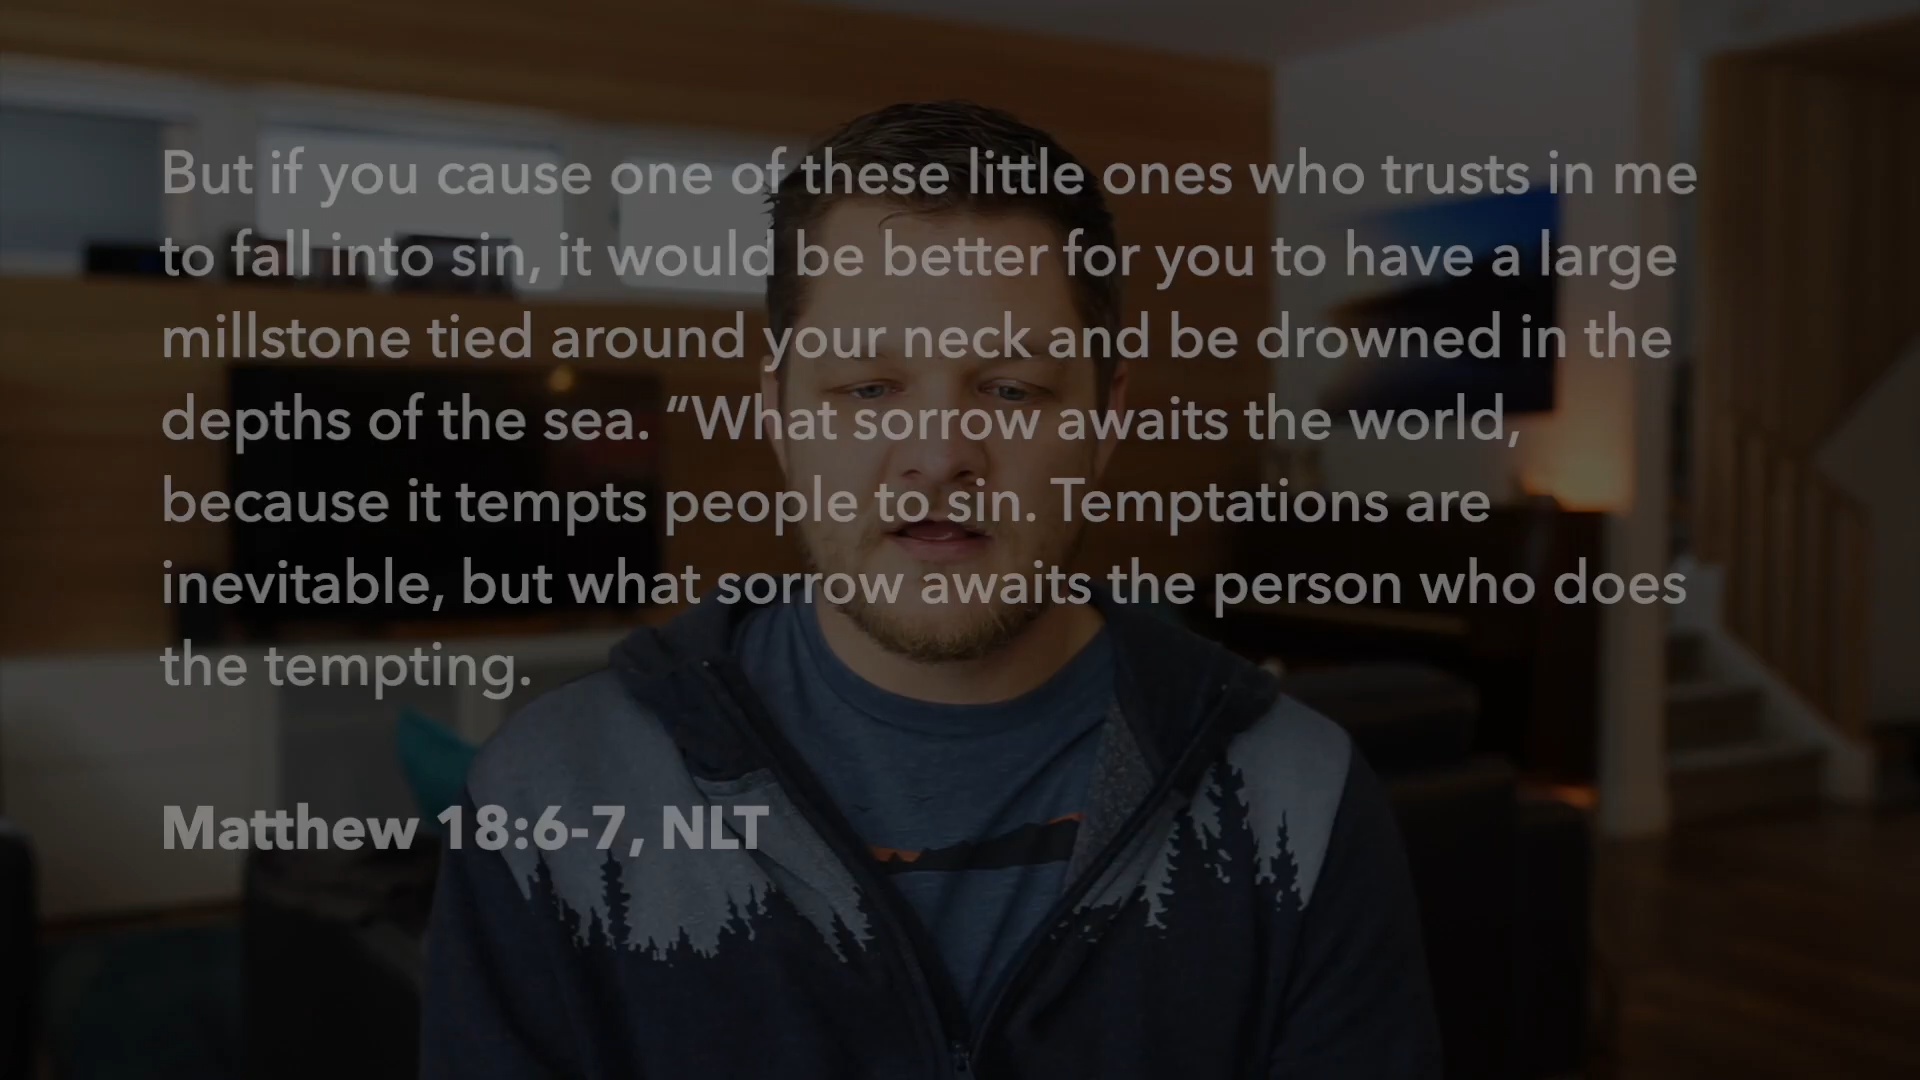 But if you cause one of these little ones who trusts in me
to fall into sin, it would be better for you to have a large
millstone tied around your neck and be drowned in the
depths of the sea. “What sorrow awaits the world,
because it tempts people to sin. Temptations are
inevitable, but what sorrow awaits the person who does
the tempting.
Matthew 18:6-7, NLT